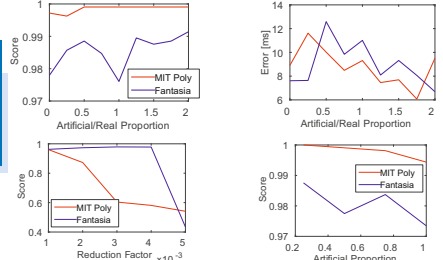 1
0.99
0.98
0.97
Score
MIT Poly
Fantasia
0 0.5 1 1.5 2
Artificial/Real Proportion
14
12
10
8
6
Error [ms]
0 0.5 1 1.5 2
Artificial/Real Proportion
1
0.8
0.6
0.4
Score
MIT Poly
Fantasia
1 2 3 4 5
Reduction Factor ×10 -3
1
0.99
0.98
0.97
Score
MIT Poly
Fantasia
0.2 0.4 0.6 0.8 1
Artificial Proportion